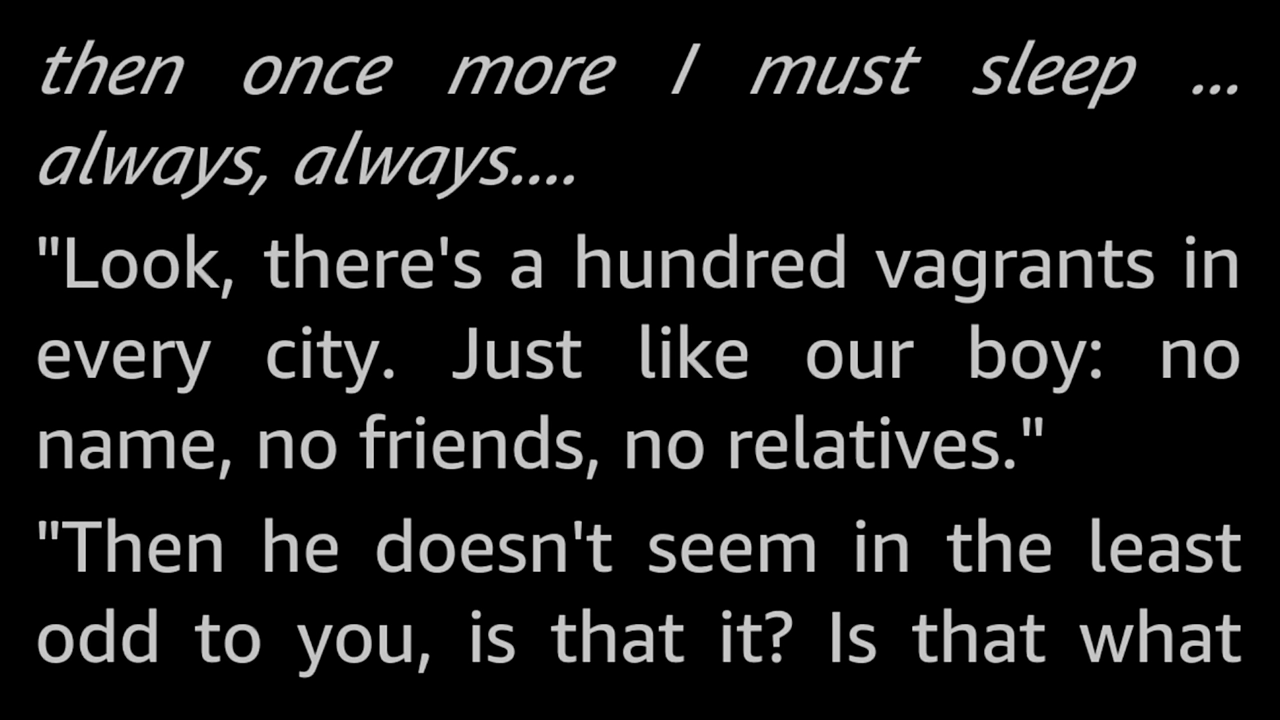 then once more I must sleep ...
always, always....
"Look, there's a hundred vagrants in
every city. Just like our boy: no
name, no friends, no relatives."
"Then he doesn't seem in the least
odd to you, is that it? Is that what